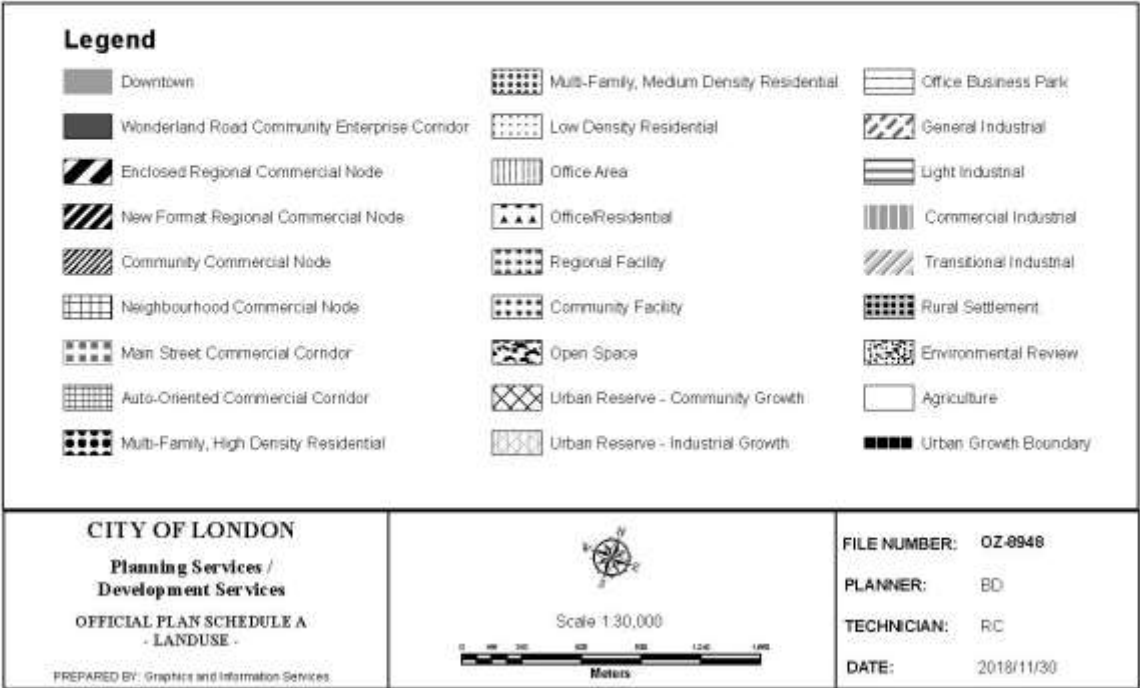 Legend
Downtown
Wonderland Road Community Enterprise Corridor
Enclosed Regional Commercial Node
New Format Regional Commercial Node
Community Commercial Node
Neighbourhood Commercial Node
Main Street Commercial Corridor
Auto-Oriented Commercial Corridor
Multi-Family, High Density Residential
Multi-Family, Medium Density Residential
Low Density Residential
Office Area
Office/Residential
Regional Facility
Community Facility
Open Space
Urban Reserve - Community Growth
Urban Reserve - Industrial Growth
Office Business Park
General Industrial
Light Industrial
Commercial Industrial
Transitional Industrial
Rural Settlement
Environmental Review
Agriculture
Urban Growth Boundary
CITY OF LONDON
Planning Services /
Development Services
OFFICIAL PLAN SCHEDULE A
- LANDUSE -
PREPARED BY: Graphics and Information Services
N
Scale 1:30,000
Meters
FILE NUMBER: OZ-8948
PLANNER: BD
TECHNICIAN: RC
DATE: 2018/11/30